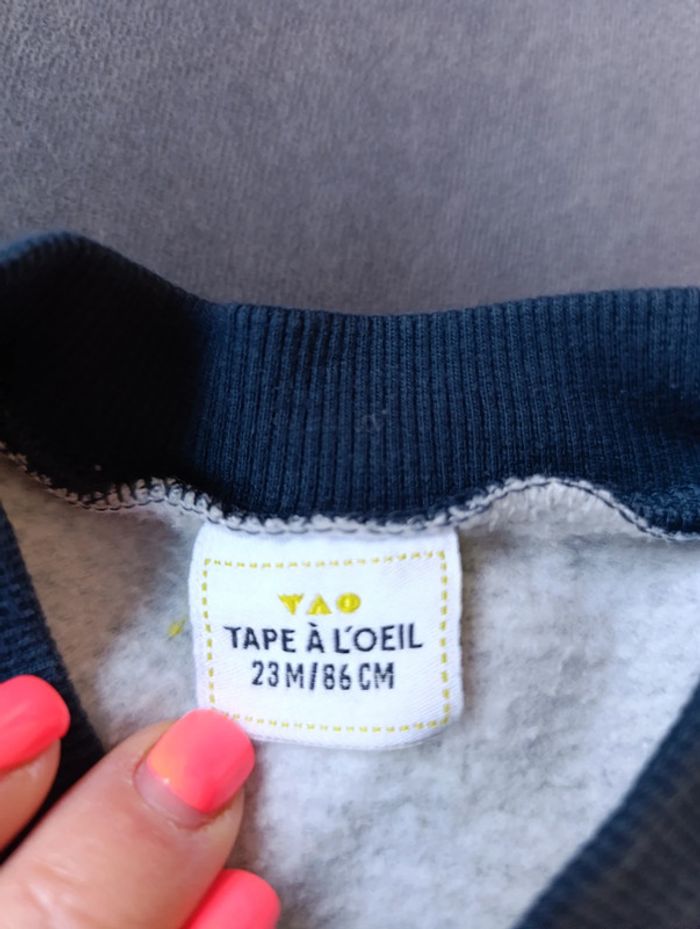 TAO
TAPE À L'OEIL
23M/86CM